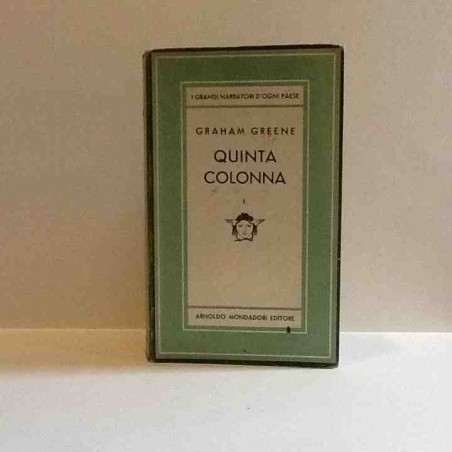 I GRANDI NARRATORI D'OGNI PAESE
GRAHAM GREENE
QUINTA
COLONNA
I
ARNOLDO MONDADORI EDITORE